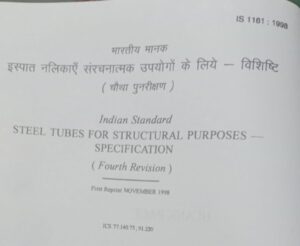 IS 1161 : 1998
भारतीय मानक
इस्पात नलिकाएँ संरचनात्मक उपयोगों के लिये — विशिष्टि
( चौथा पुनरीक्षण )
Indian Standard
STEEL TUBES FOR STRUCTURAL PURPOSES —
SPECIFICATION
( Fourth Revision )
First Reprint NOVEMBER 1998
ICS 77.140.75; 91.120